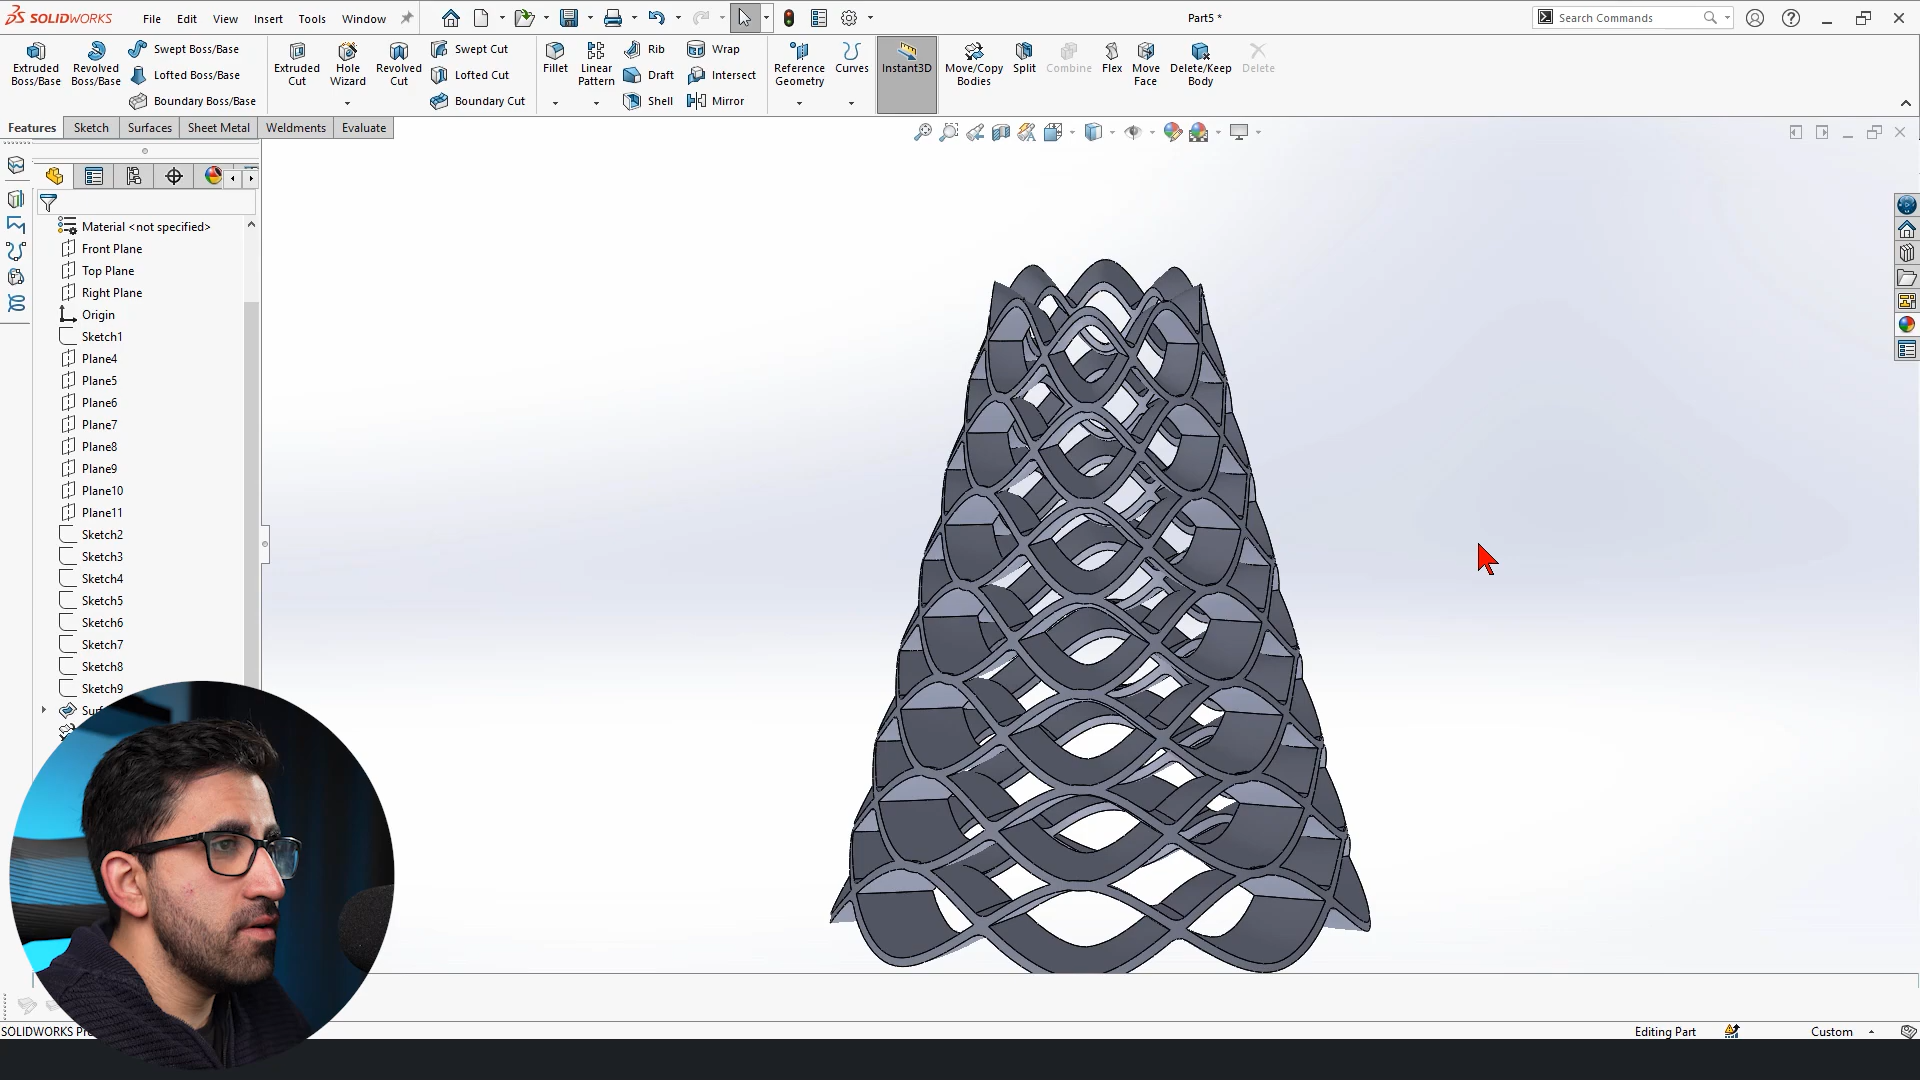 SOLIDWORKS File Edit View Insert Tools Window Part5 * Search Commands
Extruded Boss/Base
Revolved Boss/Base
Swept Boss/Base
Lofted Boss/Base
Boundary Boss/Base
Extruded Cut
Hole Wizard
Revolved Cut
Swept Cut
Lofted Cut
Boundary Cut
Fillet
Linear Pattern
Rib
Draft
Shell
Wrap
Intersect
Mirror
Reference Geometry
Curves
Instant3D
Move/Copy Bodies
Split
Combine
Flex
Move Face
Delete/Keep Body
Delete
Features Sketch Surfaces Sheet Metal Weldments Evaluate
Material <not specified>
Front Plane
Top Plane
Right Plane
Origin
Sketch1
Plane4
Plane5
Plane6
Plane7
Plane8
Plane9
Plane10
Plane11
Sketch2
Sketch3
Sketch4
Sketch5
Sketch6
Sketch7
Sketch8
Sketch9
SOLIDWORKS Editing Part Custom